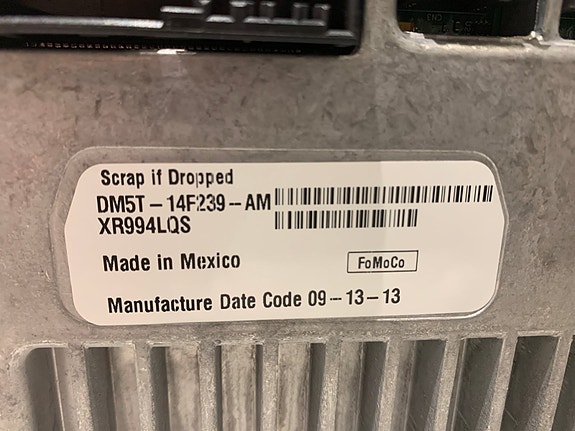 Scrap if Dropped
DM5T-14F239-AM
XR994LQS
Made in Mexico
FoMoCo
Manufacture Date Code 09-13-13